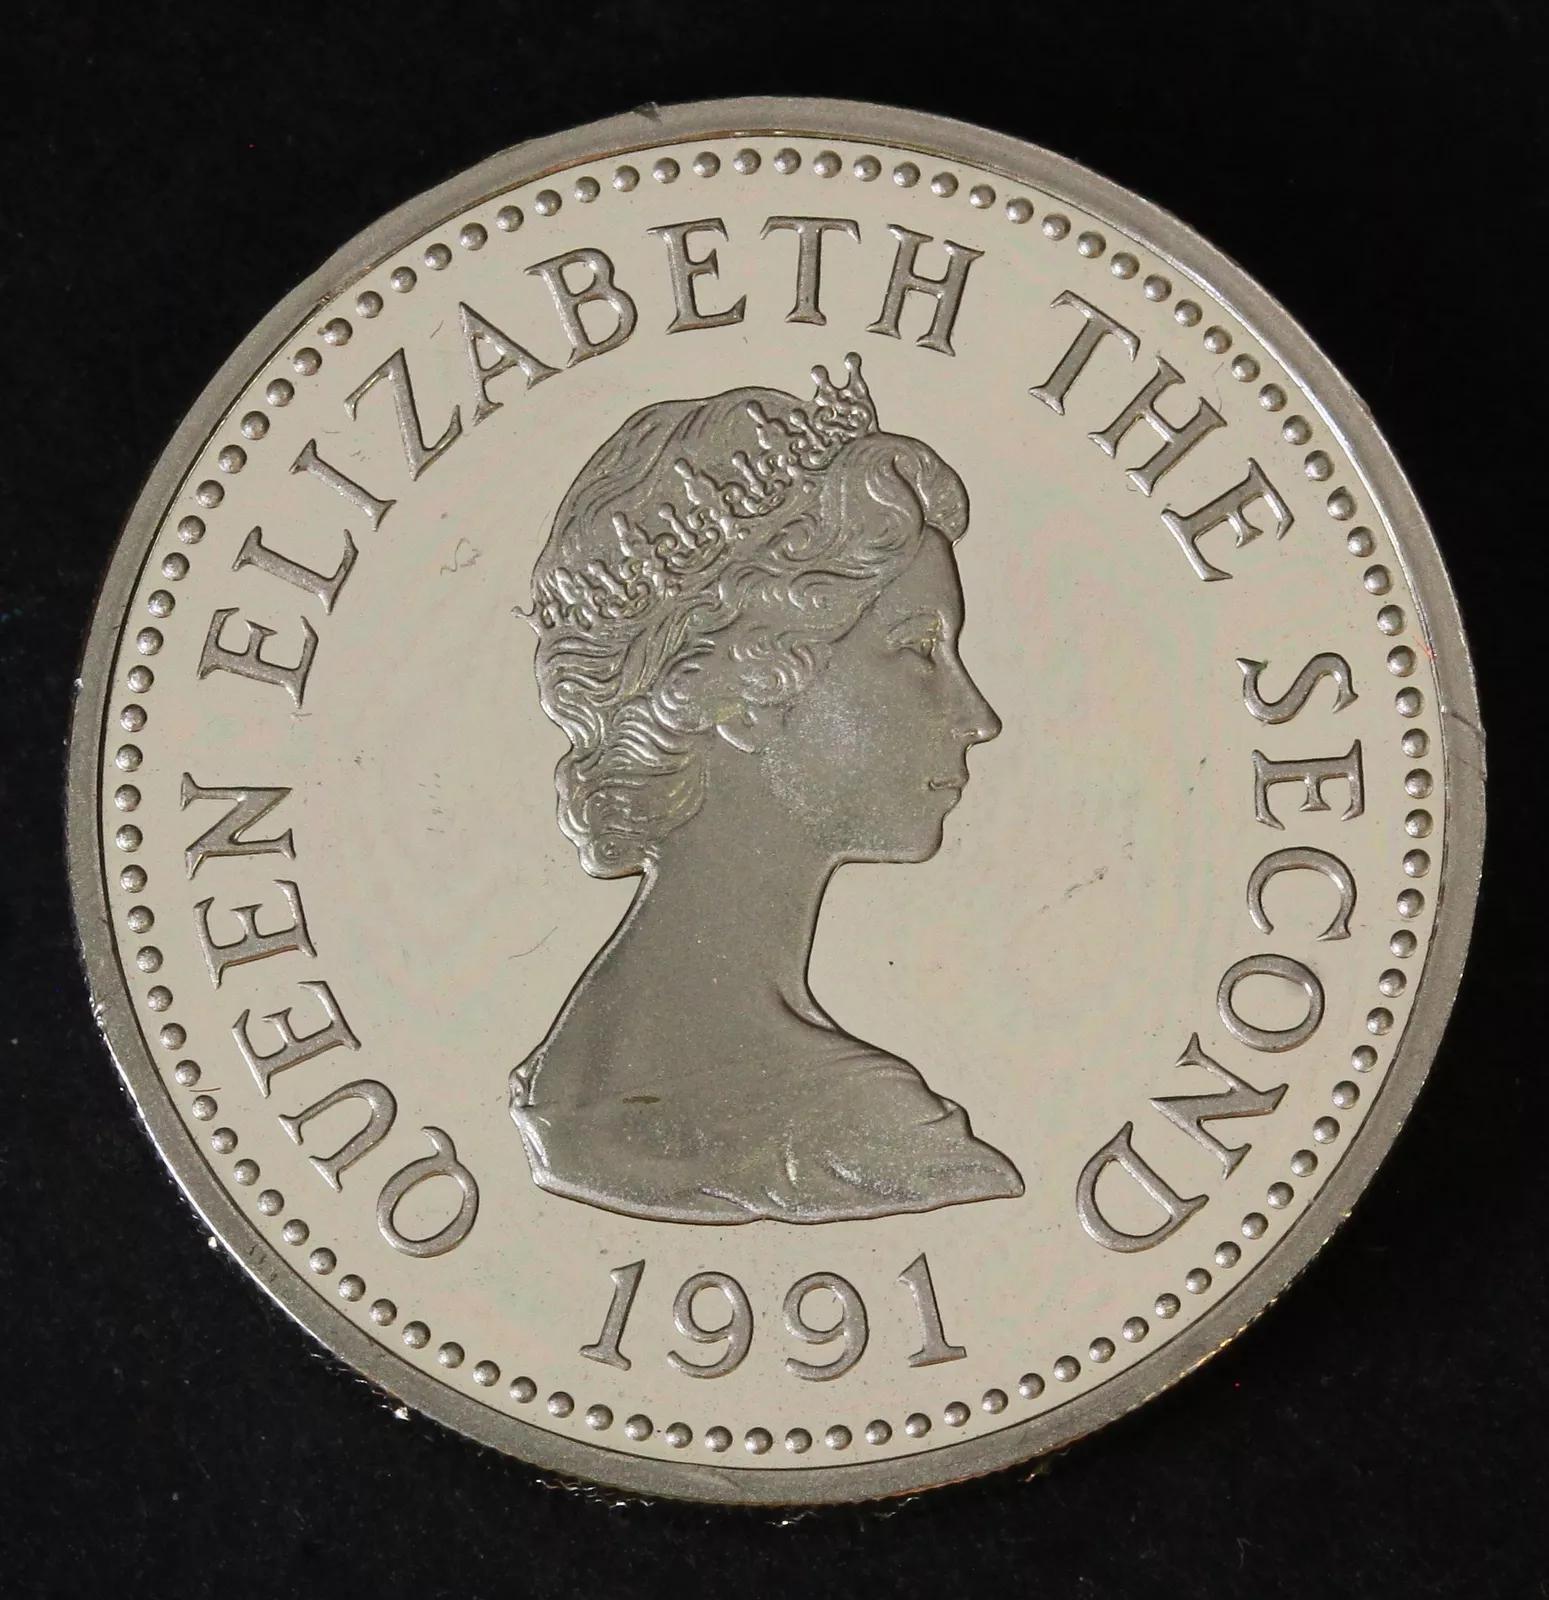 QUEEN ELIZABETH THE SECOND
1991